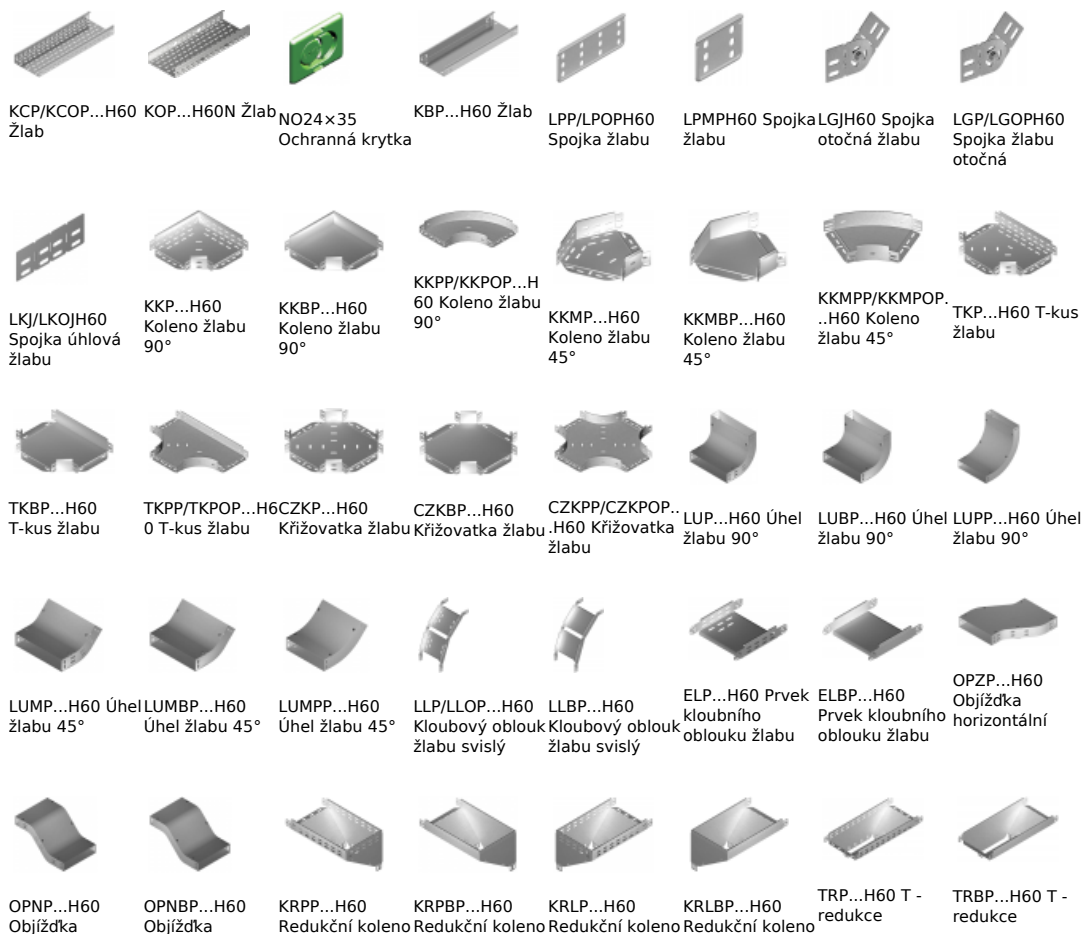 KCP/KCOP...H60
Žlab
KOP...H60N Žlab
NO24×35
Ochranná krytka
KBP...H60 Žlab
LPP/LPOPH60
Spojka žlabu
LPMPH60 Spojka
žlabu
LGJH60 Spojka
otočná žlabu
LGP/LGOPH60
Spojka žlabu
otočná
LKJ/LKOJH60
Spojka úhlová
žlabu
KKP...H60
Koleno žlabu
90°
KKBP...H60
Koleno žlabu
90°
KKPP/KKPOP...H
60 Koleno žlabu
90°
KKMP...H60
Koleno žlabu
45°
KKMBP...H60
Koleno žlabu
45°
KKMPP/KKMPOP.
..H60 Koleno
žlabu 45°
TKP...H60 T-kus
žlabu
TKBP...H60
T-kus žlabu
TKPP/TKPOP...H6
0 T-kus žlabu
CZKP...H60
Křižovatka žlabu
CZKBP...H60
Křižovatka žlabu
CZKPP/CZKPOP..
.H60 Křižovatka
žlabu
LUP...H60 Úhel
žlabu 90°
LUBP...H60 Úhel
žlabu 90°
LUPP...H60 Úhel
žlabu 90°
LUMP...H60 Úhel
žlabu 45°
LUMBP...H60
Úhel žlabu 45°
LUMPP...H60
Úhel žlabu 45°
LLP/LLOP...H60
Kloubový oblouk
žlabu svislý
LLBP...H60
Kloubový oblouk
žlabu svislý
ELP...H60 Prvek
kloubního
oblouku žlabu
ELBP...H60
Prvek kloubního
oblouku žlabu
OPZP...H60
Objížďka
horizontální
OPNP...H60
Objížďka
OPNBP...H60
Objížďka
KRPP...H60
Redukční koleno
KRPBP...H60
Redukční koleno
KRLP...H60
Redukční koleno
KRLBP...H60
Redukční koleno
TRP...H60 T -
redukce
TRBP...H60 T -
redukce